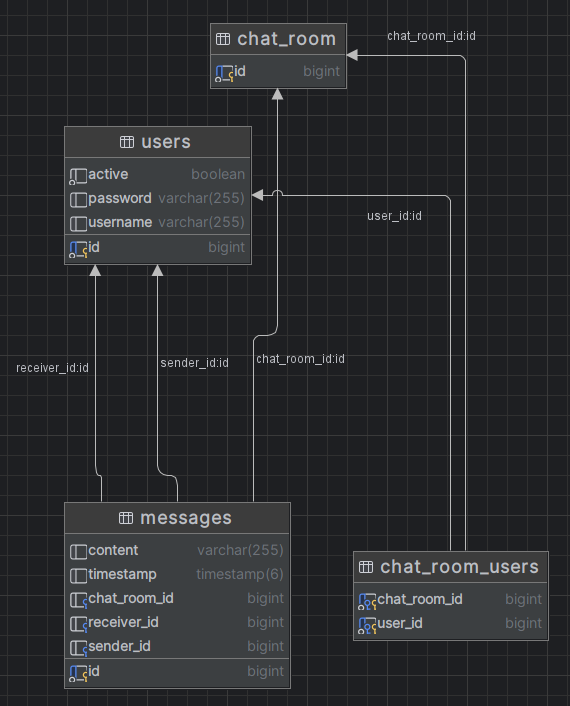 chat_room
id bigint
chat_room_id:id
users
active boolean
password varchar(255)
username varchar(255)
id bigint
user_id:id
receiver_id:id
sender_id:id
chat_room_id:id
messages
content varchar(255)
timestamp timestamp(6)
chat_room_id bigint
receiver_id bigint
sender_id bigint
id bigint
chat_room_users
chat_room_id bigint
user_id bigint